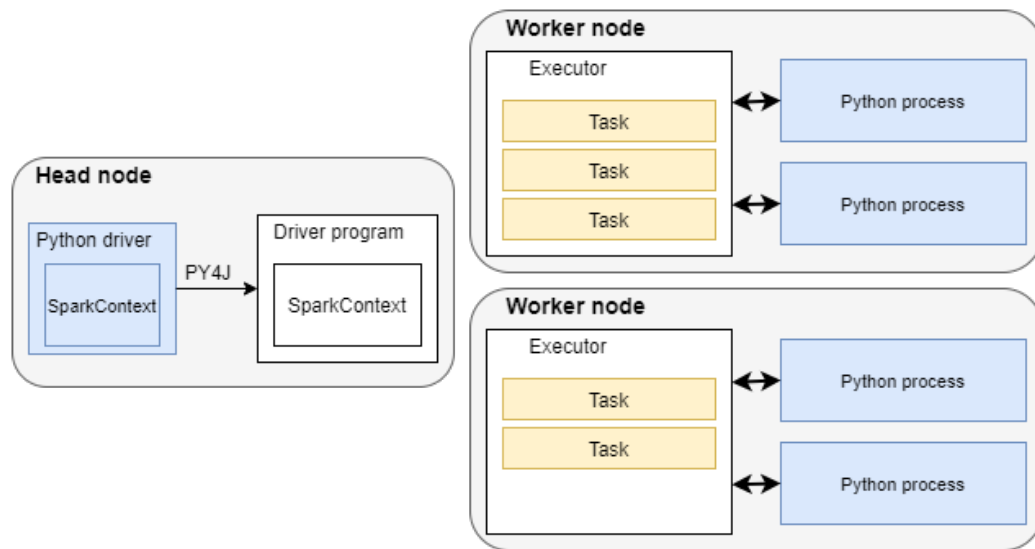 Head node
Python driver
SparkContext
PY4J
Driver program
SparkContext
Worker node
Executor
Task
Task
Task
Python process
Python process
Worker node
Executor
Task
Task
Python process
Python process